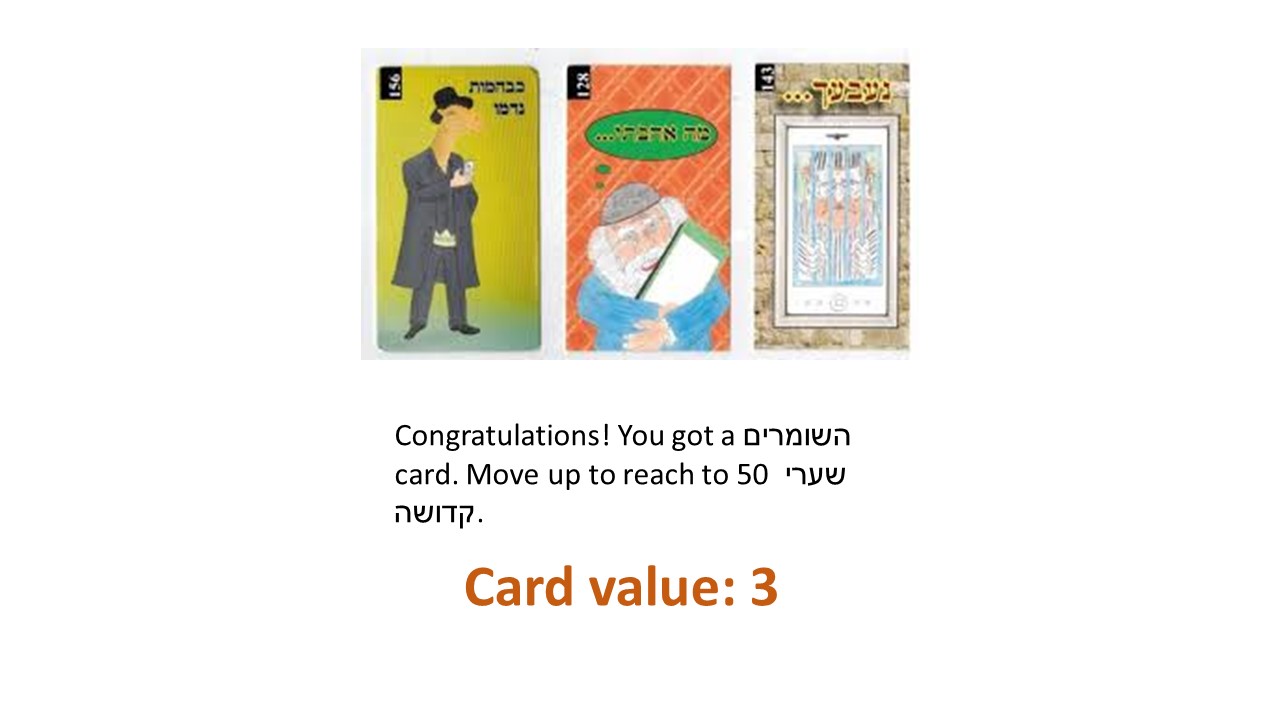 156
כבהמות
נדמו
128
מה אהבתי...
143
נעבעך...
Congratulations! You got a השומרים
card. Move up to reach to 50 שערי
קדושה.
Card value: 3